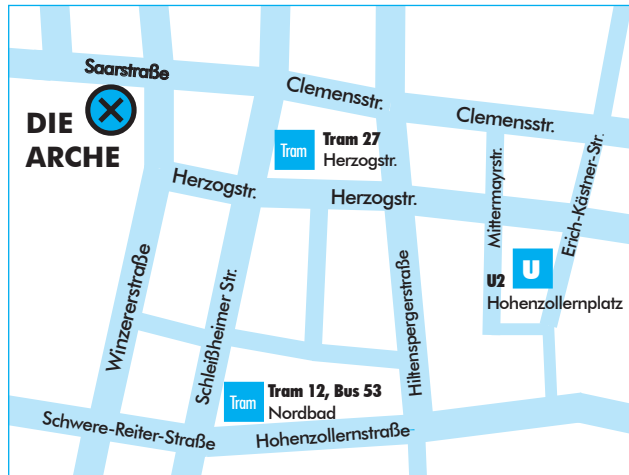 Saarstraße
Clemensstr.
Clemensstr.
DIE
ARCHE
Tram
Tram 27
Herzogstr.
Herzogstr.
Herzogstr.
Mittermayrstr.
Erich-Kästner-Str.
U2
U
Hohenzollernplatz
Winzererstraße
Schleißheimer Str.
Hiltenspergerstraße
Tram
Tram 12, Bus 53
Nordbad
Schwere-Reiter-Straße
Hohenzollernstraße